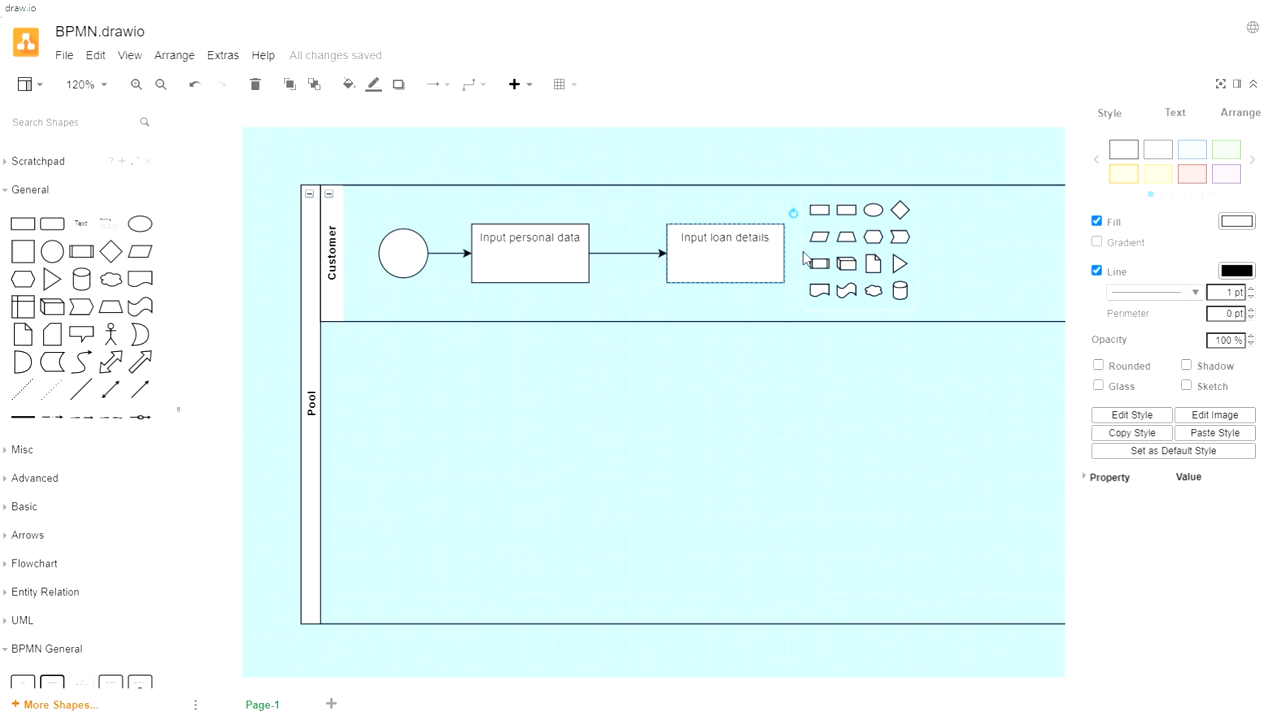 draw.io
BPMN.drawio
File Edit View Arrange Extras Help All changes saved
120%
Search Shapes
Style Text Arrange
Scratchpad
General
Text
Misc
Advanced
Basic
Arrows
Flowchart
Entity Relation
UML
BPMN General
+ More Shapes...
Pool
Customer
Input personal data
Input loan details
Fill
Gradient
Line
1 pt
Perimeter 0 pt
Opacity 100 %
Rounded Shadow
Glass Sketch
Edit Style Edit Image
Copy Style Paste Style
Set as Default Style
Property Value
Page-1